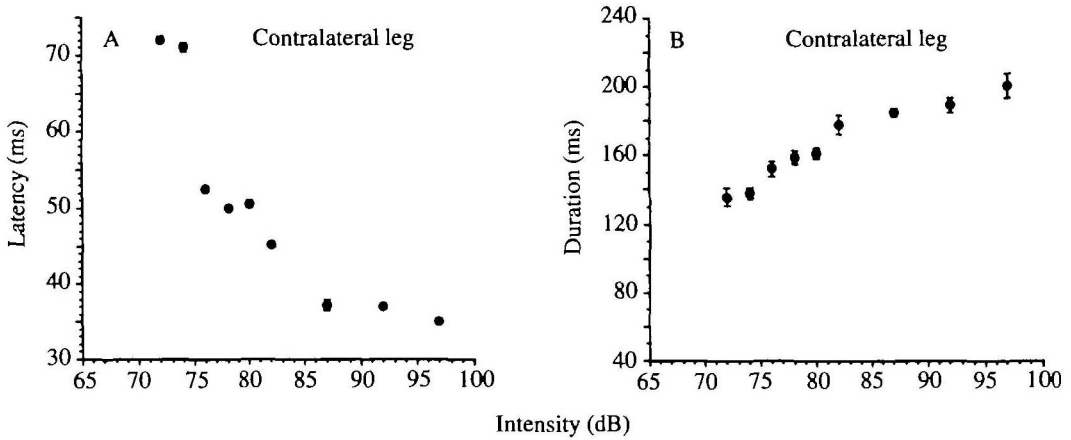 A Contralateral leg
Latency (ms)
70
60
50
40
30
65 70 75 80 85 90 95 100
B Contralateral leg
Duration (ms)
240
200
160
120
80
40
65 70 75 80 85 90 95 100
Intensity (dB)